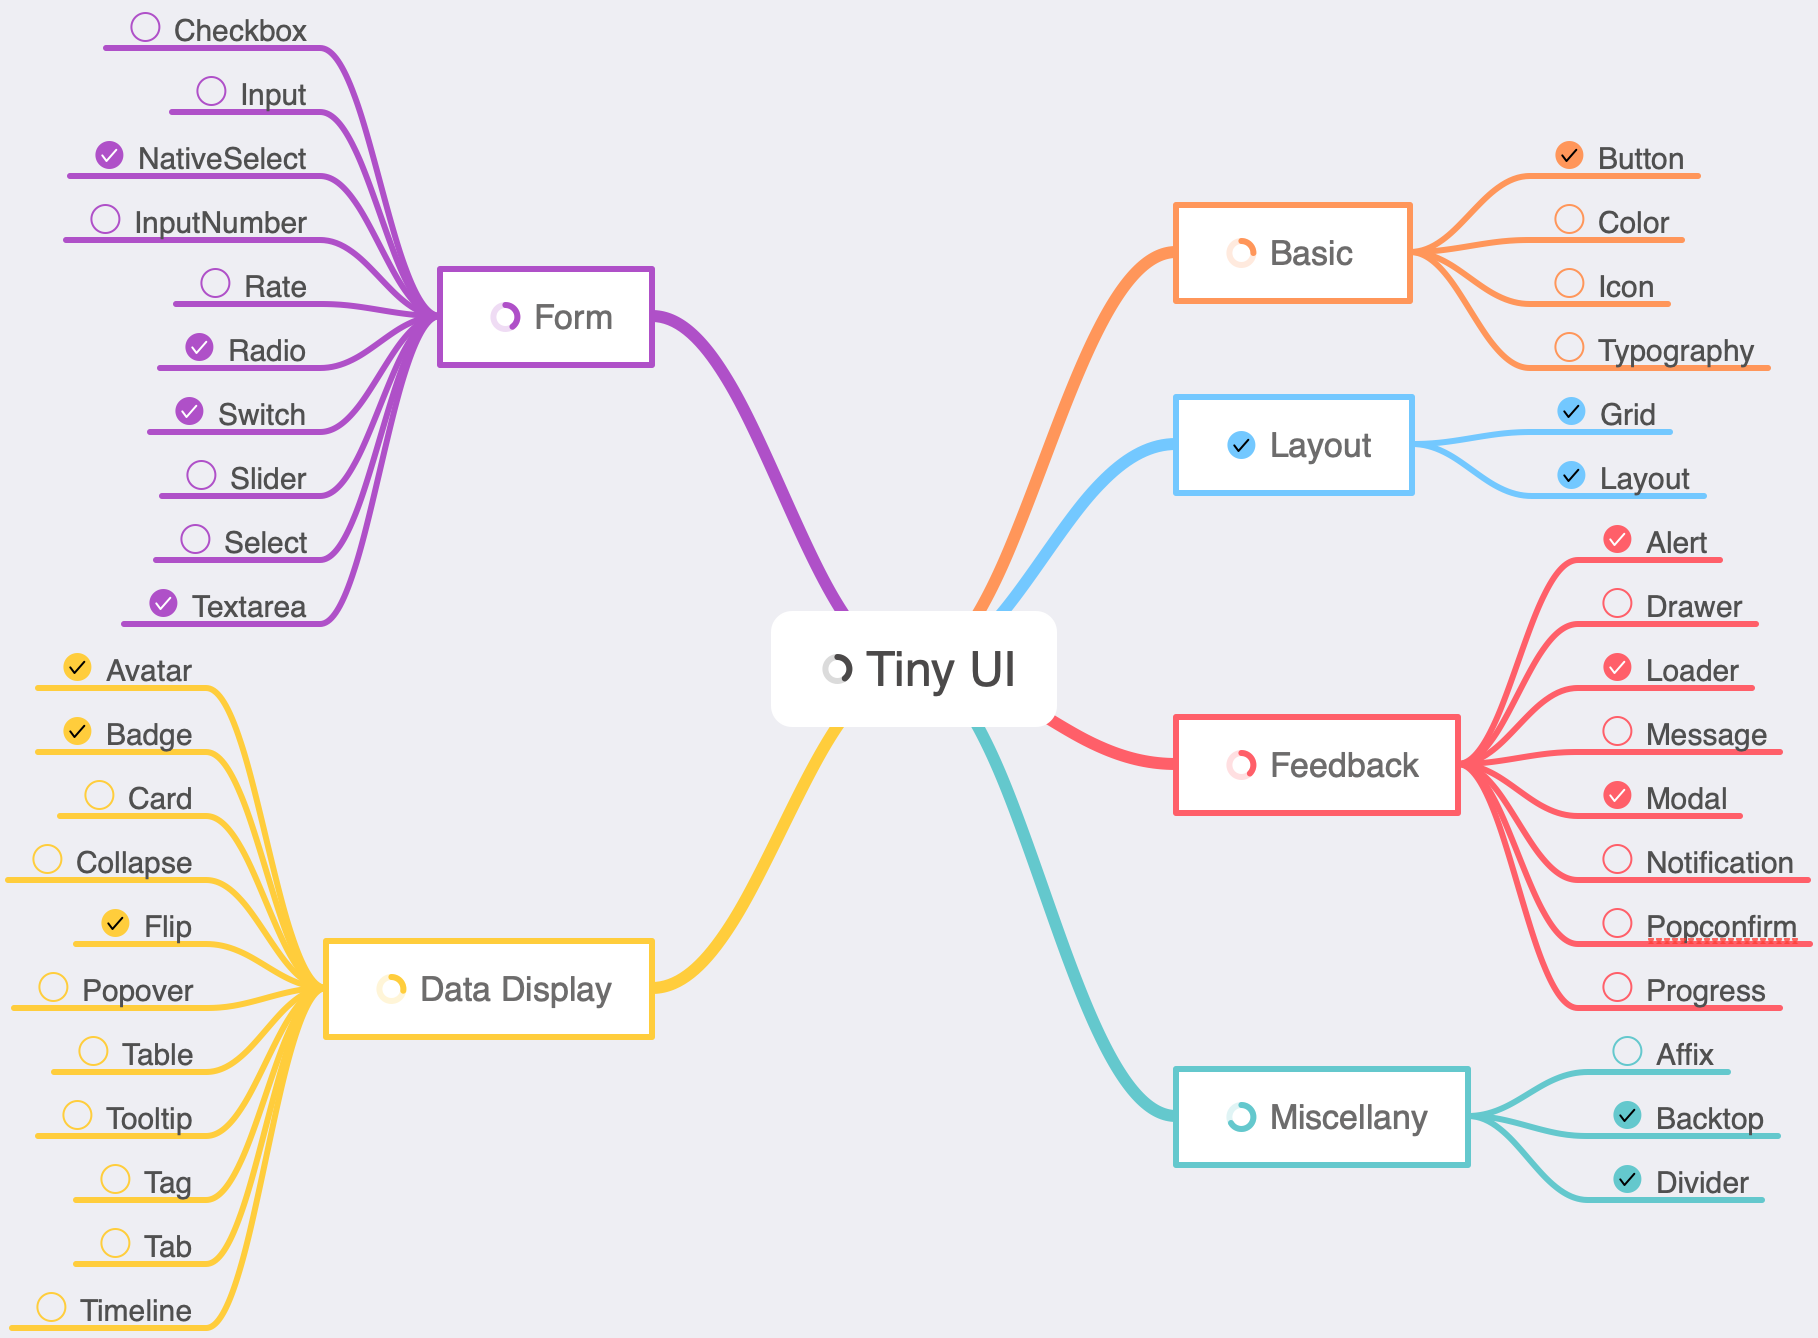 Tiny UI
Form
Checkbox
Input
NativeSelect
InputNumber
Rate
Radio
Switch
Slider
Select
Textarea
Data Display
Avatar
Badge
Card
Collapse
Flip
Popover
Table
Tooltip
Tag
Tab
Timeline
Basic
Button
Color
Icon
Typography
Layout
Grid
Layout
Feedback
Alert
Drawer
Loader
Message
Modal
Notification
Popconfirm
Progress
Miscellany
Affix
Backtop
Divider